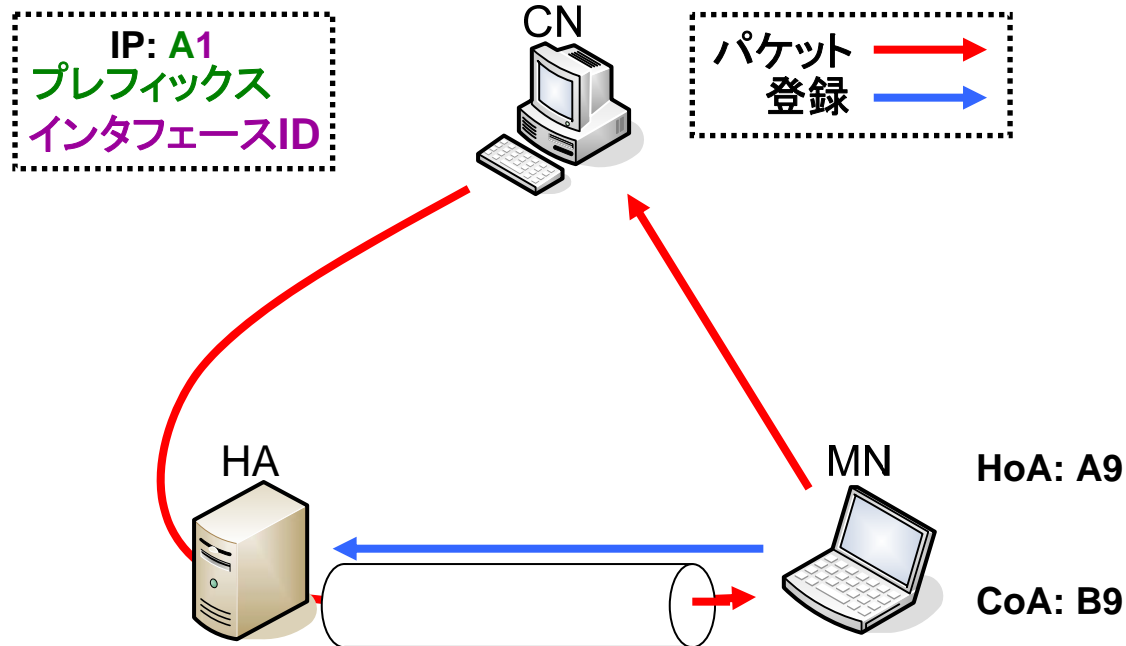 IP: A1
プレフィックス
インタフェースID
CN
パケット
登録
HA
MN
HoA: A9
CoA: B9